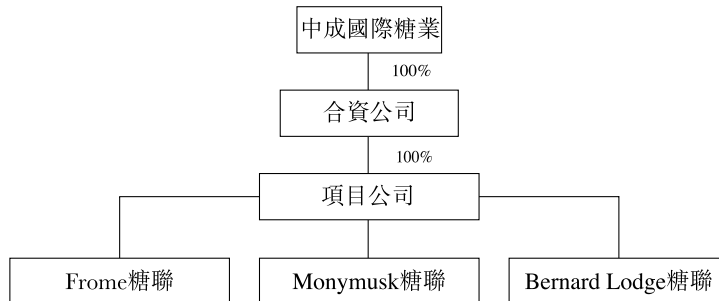 中成國際糖業
100%
合資公司
100%
項目公司
Frome糖聯
Monymusk糖聯
Bernard Lodge糖聯